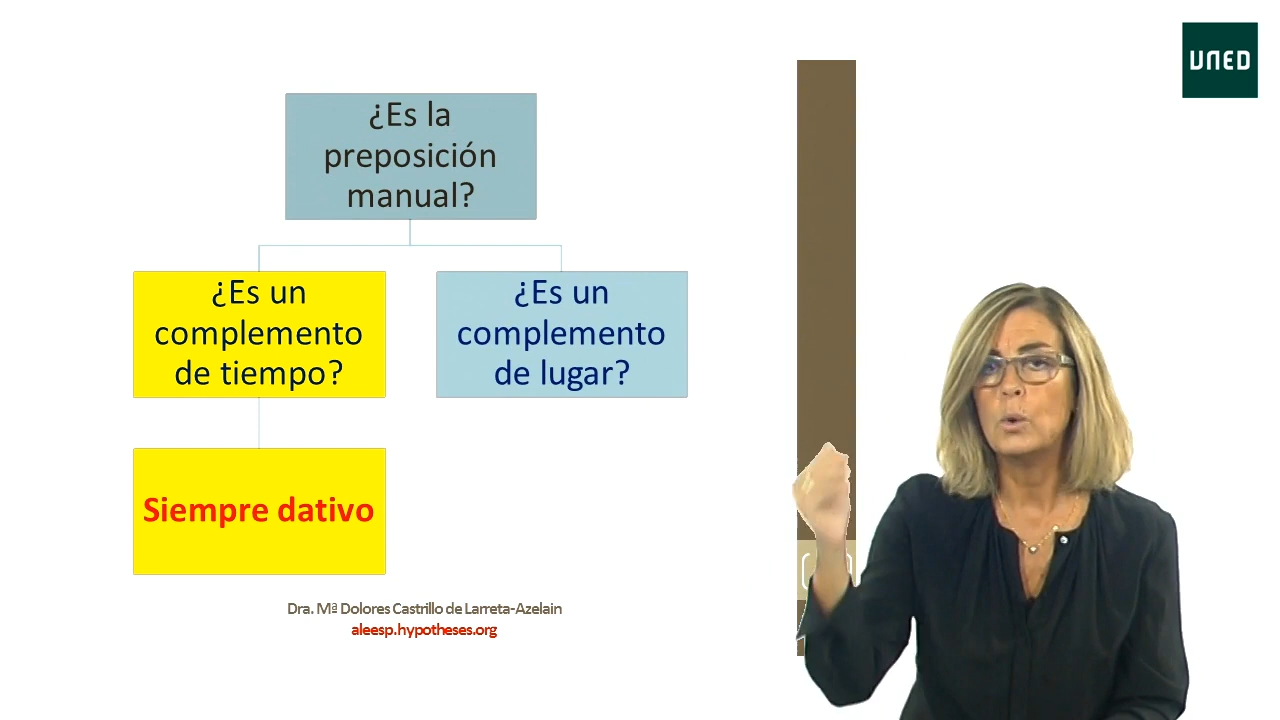 UNED
¿Es la
preposición
manual?
¿Es un
complemento
de tiempo?
¿Es un
complemento
de lugar?
Siempre dativo
Dra. Mª Dolores Castrillo de Larreta-Azelain
aleesp.hypotheses.org